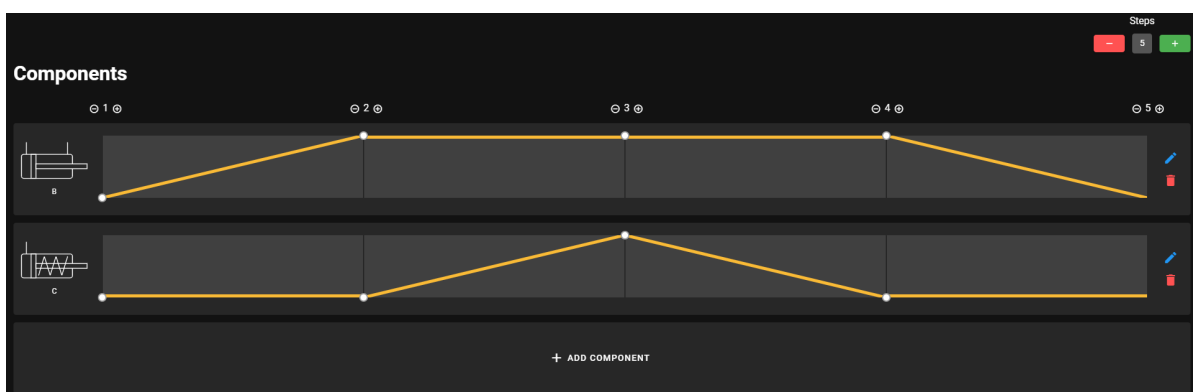 Steps
− 5 +
Components
⊖ 1 ⊕ ⊖ 2 ⊕ ⊖ 3 ⊕ ⊖ 4 ⊕ ⊖ 5 ⊕
B
C
+ ADD COMPONENT